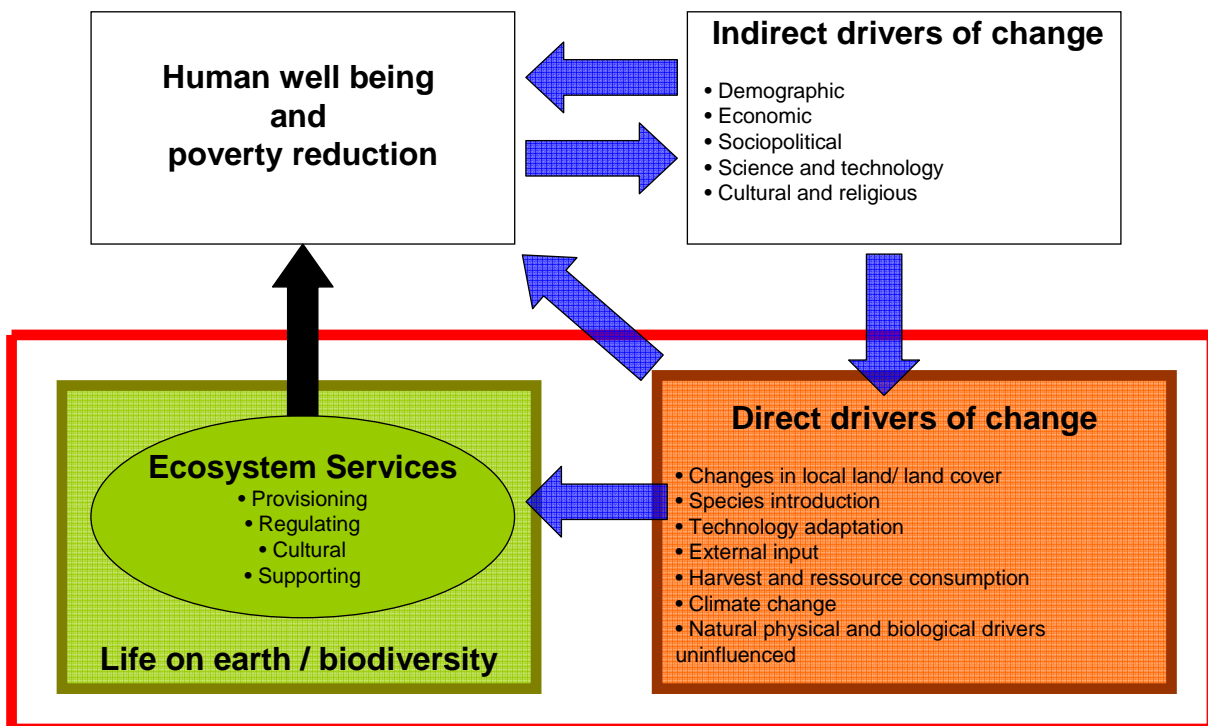 Human well being
and
poverty reduction
Indirect drivers of change
• Demographic
• Economic
• Sociopolitical
• Science and technology
• Cultural and religious
Ecosystem Services
• Provisioning
• Regulating
• Cultural
• Supporting
Life on earth / biodiversity
Direct drivers of change
• Changes in local land/ land cover
• Species introduction
• Technology adaptation
• External input
• Harvest and ressource consumption
• Climate change
• Natural physical and biological drivers
uninfluenced